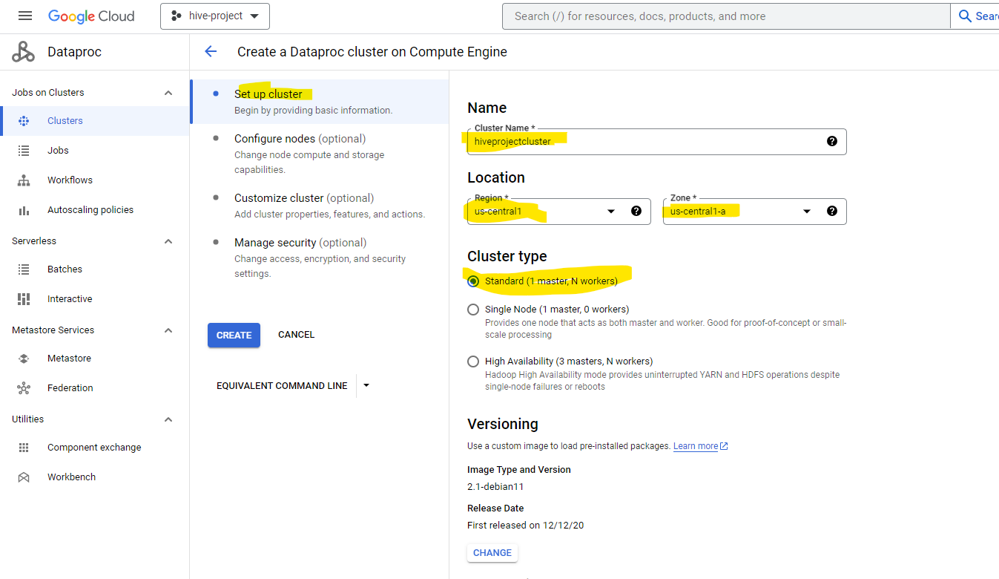 Google Cloud
hive-project
Search (/) for resources, docs, products, and more
Sear
Dataproc
Create a Dataproc cluster on Compute Engine
Jobs on Clusters
Clusters
Jobs
Workflows
Autoscaling policies
Serverless
Batches
Interactive
Metastore Services
Metastore
Federation
Utilities
Component exchange
Workbench
Set up cluster
Begin by providing basic information.
Configure nodes (optional)
Change node compute and storage
capabilities.
Customize cluster (optional)
Add cluster properties, features, and actions.
Manage security (optional)
Change access, encryption, and security
settings.
CREATE
CANCEL
EQUIVALENT COMMAND LINE
Name
Cluster Name *
hiveprojectcluster
Location
Region *
us-central1
Zone *
us-central1-a
Cluster type
Standard (1 master, N workers)
Single Node (1 master, 0 workers)
Provides one node that acts as both master and worker. Good for proof-of-concept or small-
scale processing
High Availability (3 masters, N workers)
Hadoop High Availability mode provides uninterrupted YARN and HDFS operations despite
single-node failures or reboots
Versioning
Use a custom image to load pre-installed packages. Learn more
Image Type and Version
2.1-debian11
Release Date
First released on 12/12/20
CHANGE